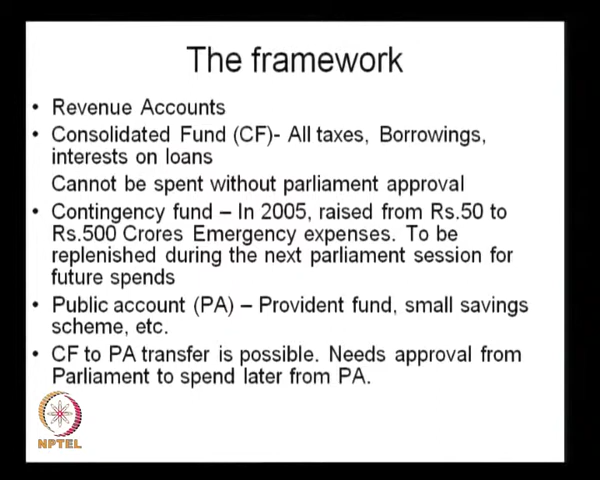 The framework
• Revenue Accounts
• Consolidated Fund (CF)- All taxes, Borrowings,
interests on loans
Cannot be spent without parliament approval
• Contingency fund – In 2005, raised from Rs.50 to
Rs.500 Crores Emergency expenses. To be
replenished during the next parliament session for
future spends
• Public account (PA) – Provident fund, small savings
scheme, etc.
• CF to PA transfer is possible. Needs approval from
Parliament to spend later from PA.
NPTEL